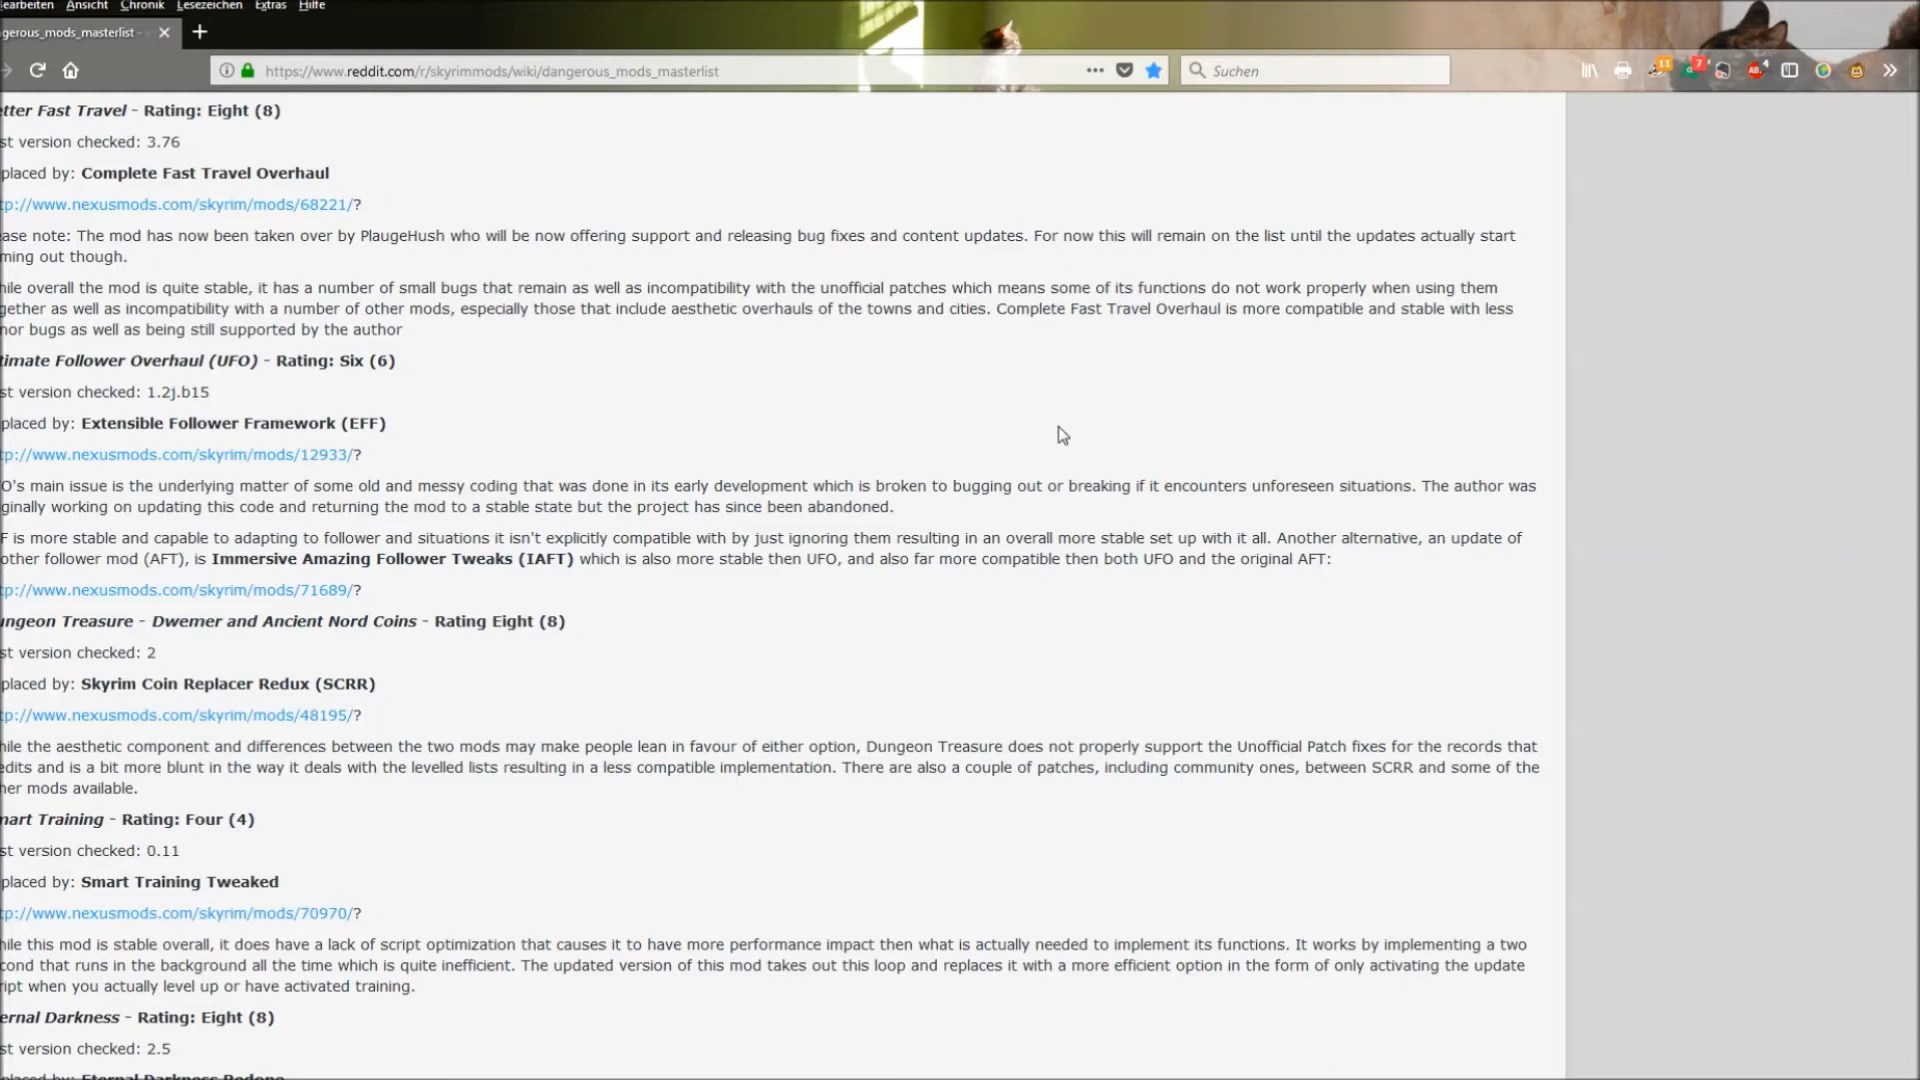 earbeiten Ansicht Chronik Lesezeichen Extras Hilfe
gerous_mods_masterlist -
https://www.reddit.com/r/skyrimmods/wiki/dangerous_mods_masterlist
Suchen
11 7 4
etter Fast Travel - Rating: Eight (8)
st version checked: 3.76
placed by: Complete Fast Travel Overhaul
tp://www.nexusmods.com/skyrim/mods/68221/?
ease note: The mod has now been taken over by PlaugeHush who will be now offering support and releasing bug fixes and content updates. For now this will remain on the list until the updates actually start
ming out though.
hile overall the mod is quite stable, it has a number of small bugs that remain as well as incompatibility with the unofficial patches which means some of its functions do not work properly when using them
gether as well as incompatibility with a number of other mods, especially those that include aesthetic overhauls of the towns and cities. Complete Fast Travel Overhaul is more compatible and stable with less
nor bugs as well as being still supported by the author
timate Follower Overhaul (UFO) - Rating: Six (6)
st version checked: 1.2j.b15
placed by: Extensible Follower Framework (EFF)
tp://www.nexusmods.com/skyrim/mods/12933/?
O's main issue is the underlying matter of some old and messy coding that was done in its early development which is broken to bugging out or breaking if it encounters unforeseen situations. The author was
ginally working on updating this code and returning the mod to a stable state but the project has since been abandoned.
F is more stable and capable to adapting to follower and situations it isn't explicitly compatible with by just ignoring them resulting in an overall more stable set up with it all. Another alternative, an update of
other follower mod (AFT), is Immersive Amazing Follower Tweaks (IAFT) which is also more stable then UFO, and also far more compatible then both UFO and the original AFT:
tp://www.nexusmods.com/skyrim/mods/71689/?
ungeon Treasure - Dwemer and Ancient Nord Coins - Rating Eight (8)
st version checked: 2
placed by: Skyrim Coin Replacer Redux (SCRR)
tp://www.nexusmods.com/skyrim/mods/48195/?
hile the aesthetic component and differences between the two mods may make people lean in favour of either option, Dungeon Treasure does not properly support the Unofficial Patch fixes for the records that
edits and is a bit more blunt in the way it deals with the levelled lists resulting in a less compatible implementation. There are also a couple of patches, including community ones, between SCRR and some of the
her mods available.
mart Training - Rating: Four (4)
st version checked: 0.11
placed by: Smart Training Tweaked
tp://www.nexusmods.com/skyrim/mods/70970/?
hile this mod is stable overall, it does have a lack of script optimization that causes it to have more performance impact then what is actually needed to implement its functions. It works by implementing a two
cond that runs in the background all the time which is quite inefficient. The updated version of this mod takes out this loop and replaces it with a more efficient option in the form of only activating the update
ript when you actually level up or have activated training.
ernal Darkness - Rating: Eight (8)
st version checked: 2.5
placed by: Eternal Darkness Redone